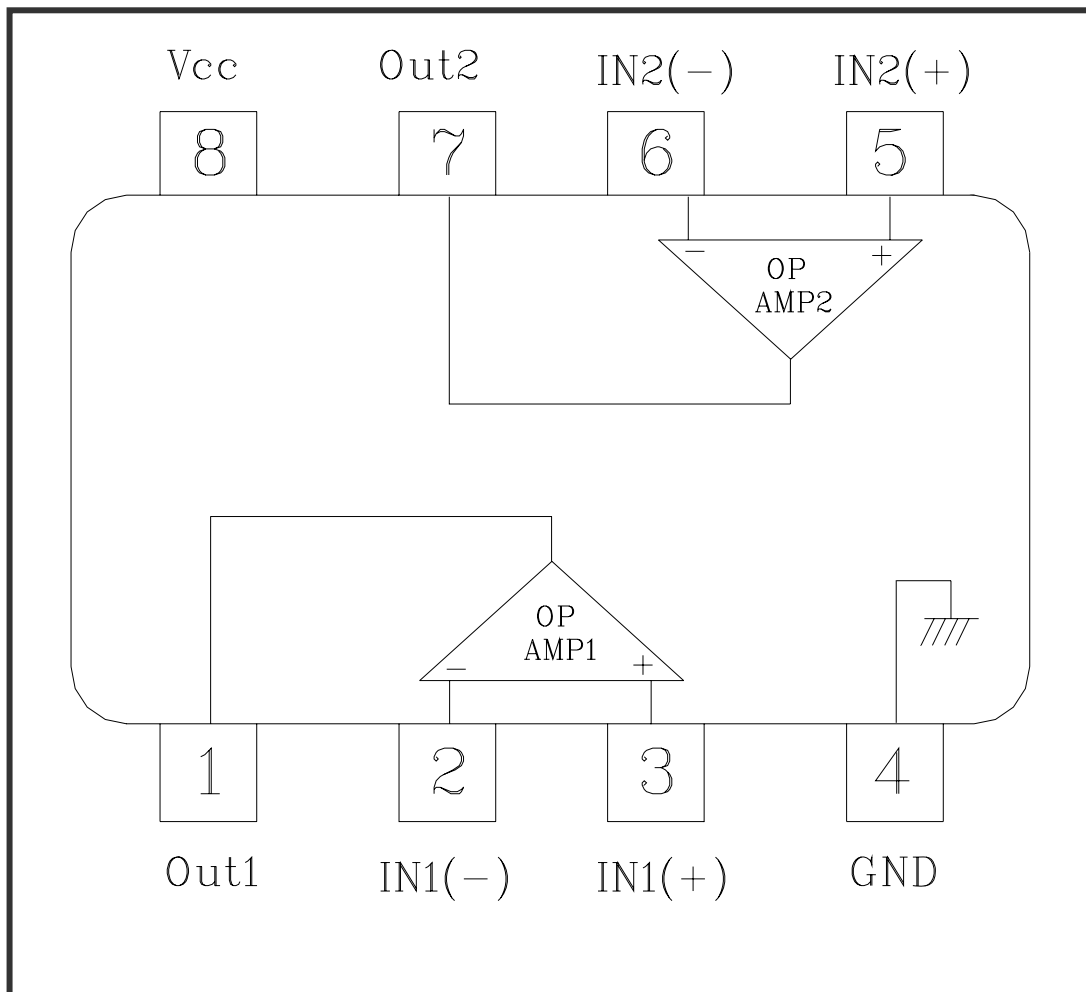 Vcc Out2 IN2(-) IN2(+)
8 7 6 5
- +
OP
AMP2
OP
AMP1
- +
1 2 3 4
Out1 IN1(-) IN1(+) GND